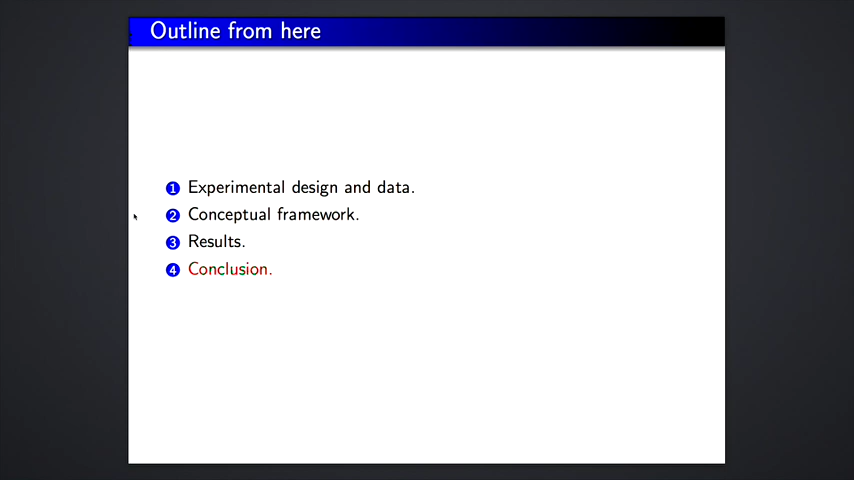 Outline from here
1 Experimental design and data.
2 Conceptual framework.
3 Results.
4 Conclusion.